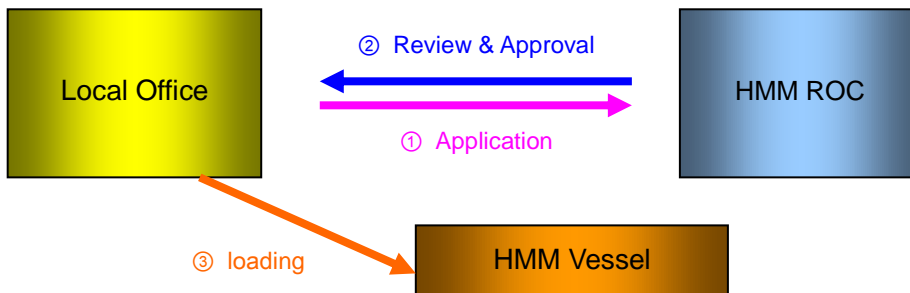 ② Review & Approval
Local Office
HMM ROC
① Application
③ loading
HMM Vessel